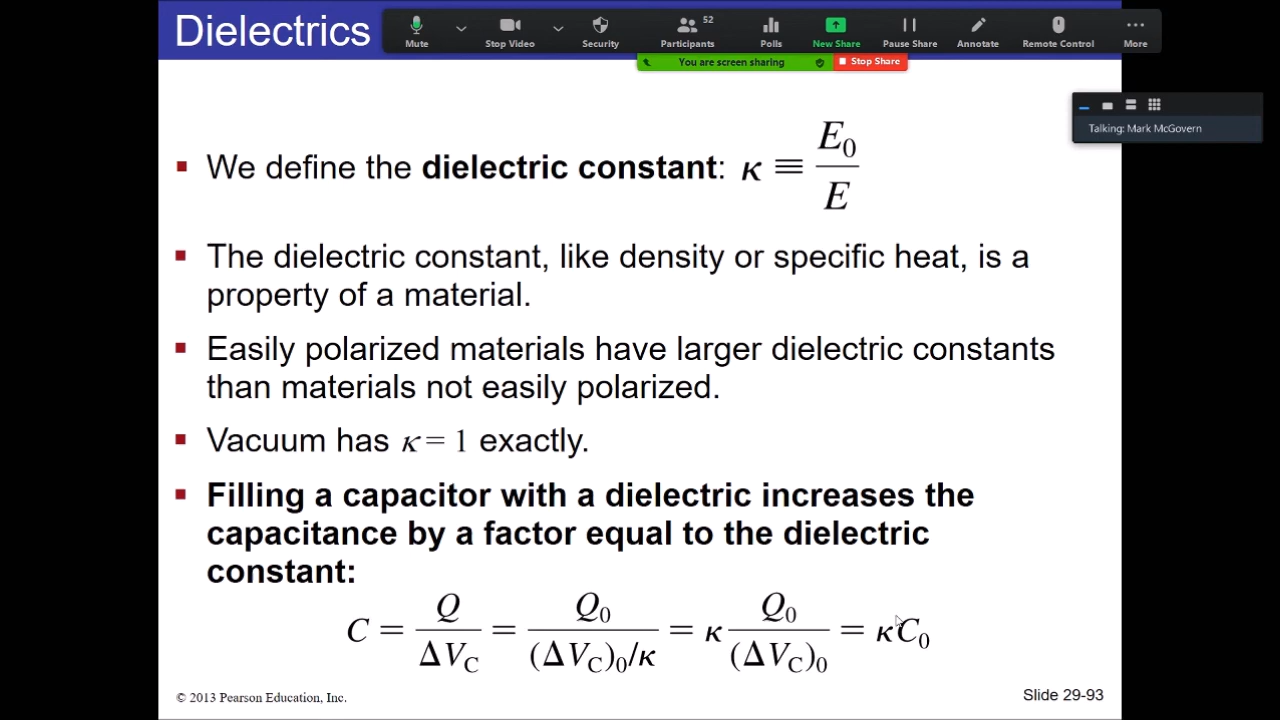 Dielectrics
Mute
Stop Video
Security
Participants
52
Polls
New Share
Pause Share
Annotate
Remote Control
More
You are screen sharing
Stop Share
Talking: Mark McGovern
We define the dielectric constant: κ ≡ E₀/E
The dielectric constant, like density or specific heat, is a
property of a material.
Easily polarized materials have larger dielectric constants
than materials not easily polarized.
Vacuum has κ = 1 exactly.
Filling a capacitor with a dielectric increases the
capacitance by a factor equal to the dielectric
constant:
C = Q/ΔV_C = Q₀/((ΔV_C)₀/κ) = κ Q₀/(ΔV_C)₀ = κC₀
© 2013 Pearson Education, Inc.
Slide 29-93